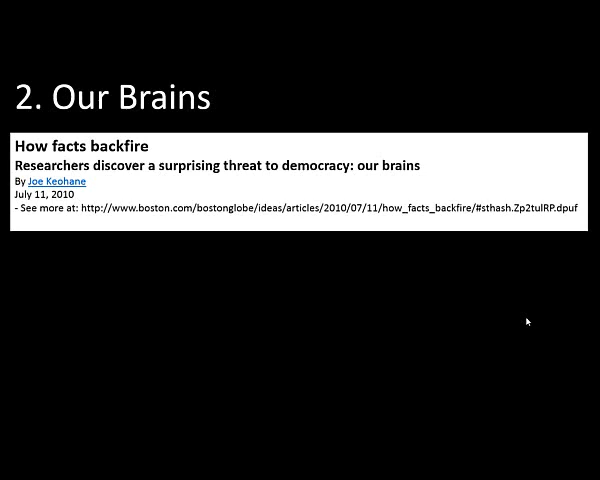 2. Our Brains
How facts backfire
Researchers discover a surprising threat to democracy: our brains
By Joe Keohane
July 11, 2010
- See more at: http://www.boston.com/bostonglobe/ideas/articles/2010/07/11/how_facts_backfire/#sthash.Zp2tulRP.dpuf